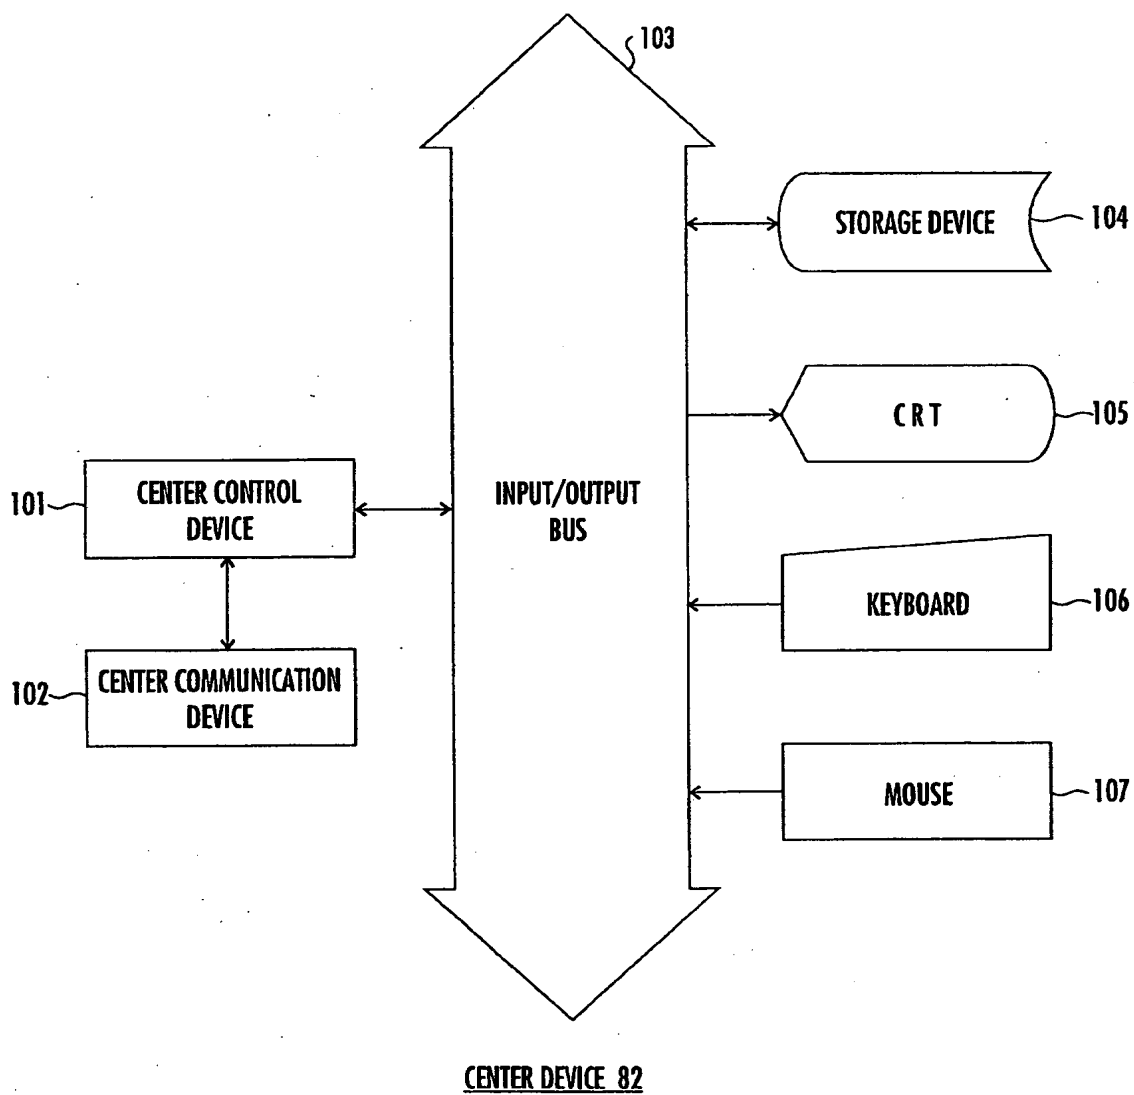 103
STORAGE DEVICE
104
C R T
105
101
CENTER CONTROL
DEVICE
INPUT/OUTPUT
BUS
KEYBOARD
106
102
CENTER COMMUNICATION
DEVICE
MOUSE
107
CENTER DEVICE 82